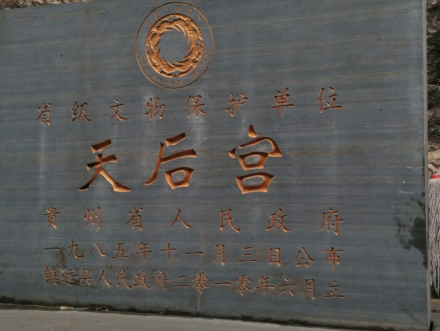 省级文物保护单位
天后宫
贵州省人民政府
一九八五年十一月三日公布
镇远县人民政府二零一零年六月立